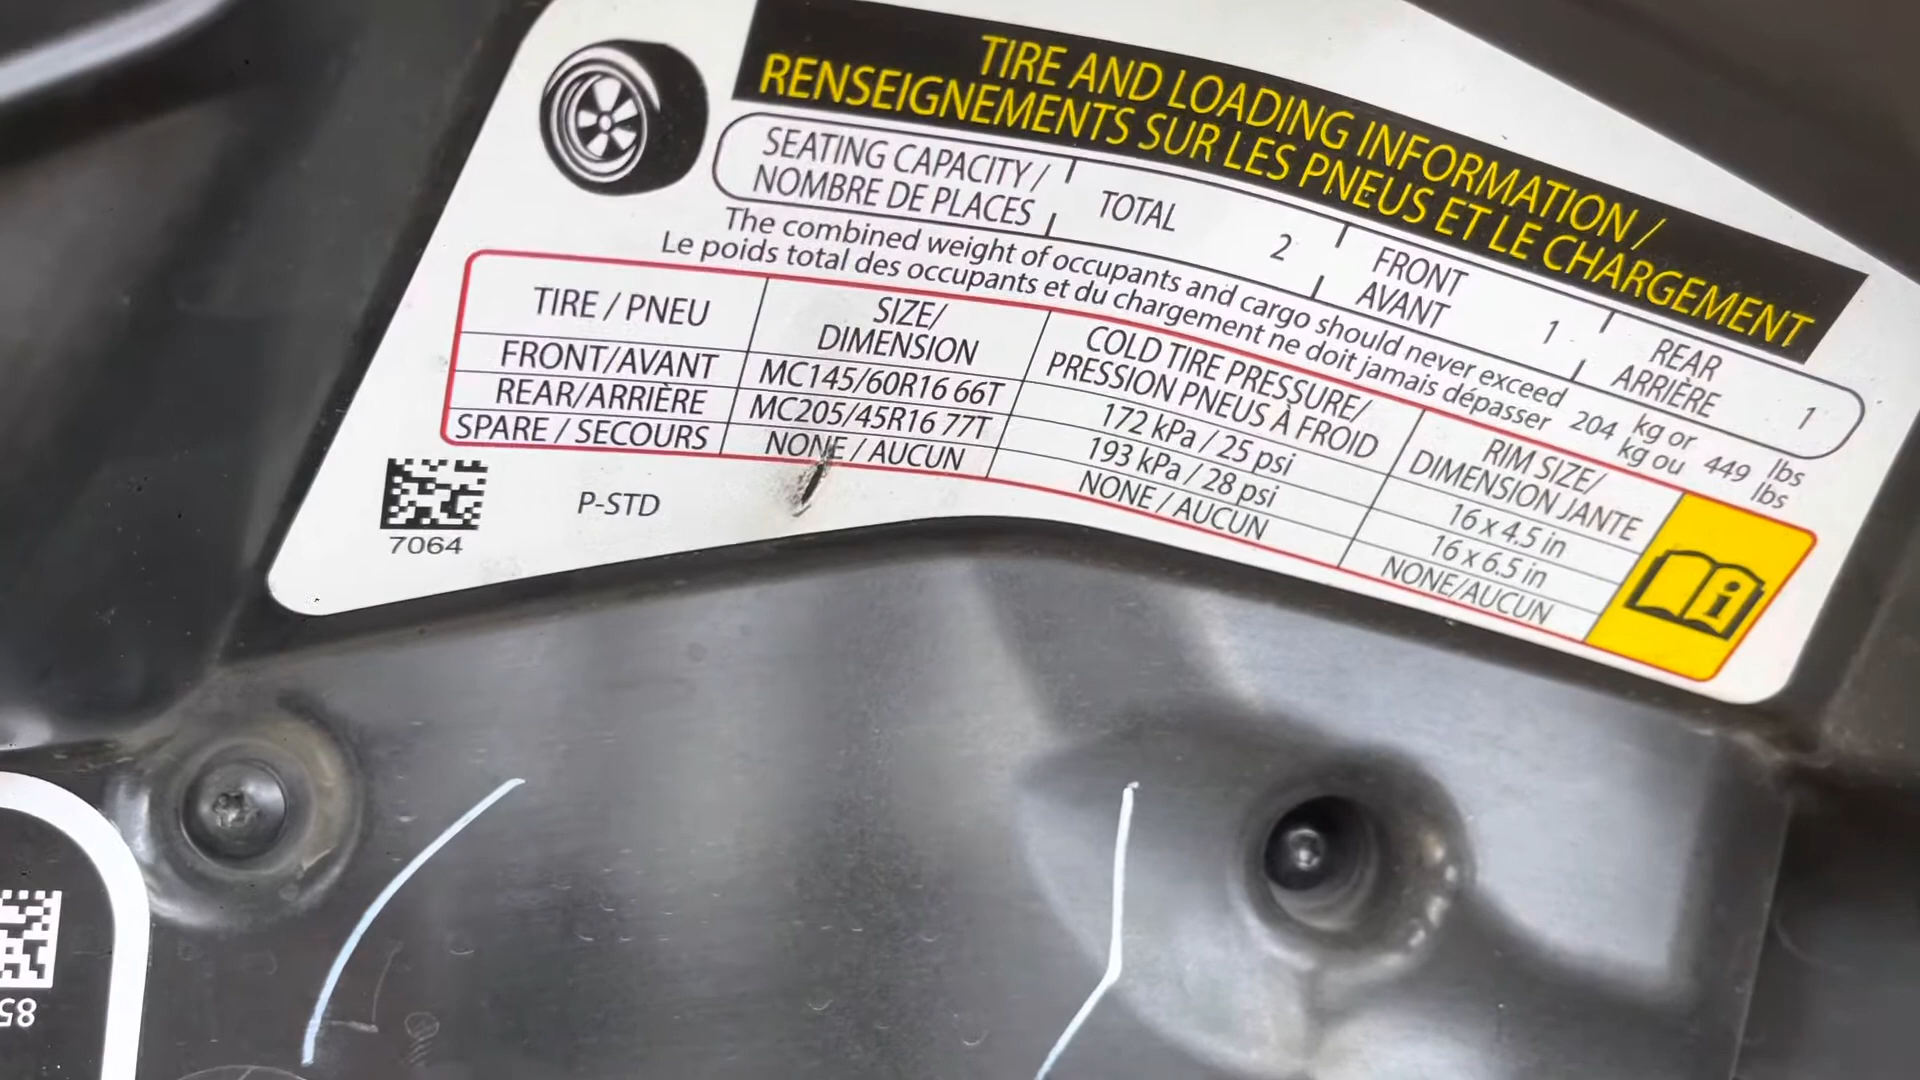 TIRE AND LOADING INFORMATION /
RENSEIGNEMENTS SUR LES PNEUS ET LE CHARGEMENT
SEATING CAPACITY /
NOMBRE DE PLACES
TOTAL 2
FRONT
AVANT 1
REAR
ARRIÈRE 1
The combined weight of occupants and cargo should never exceed 204 kg or 449 lbs
Le poids total des occupants et du chargement ne doit jamais dépasser 204 kg ou 449 lbs
TIRE / PNEU
SIZE/
DIMENSION
COLD TIRE PRESSURE/
PRESSION PNEUS À FROID
RIM SIZE/
DIMENSION JANTE
FRONT/AVANT MC145/60R16 66T 172 kPa / 25 psi 16 x 4.5 in
REAR/ARRIÈRE MC205/45R16 77T 193 kPa / 28 psi 16 x 6.5 in
SPARE / SECOURS NONE / AUCUN NONE / AUCUN NONE/AUCUN
7064
P-STD